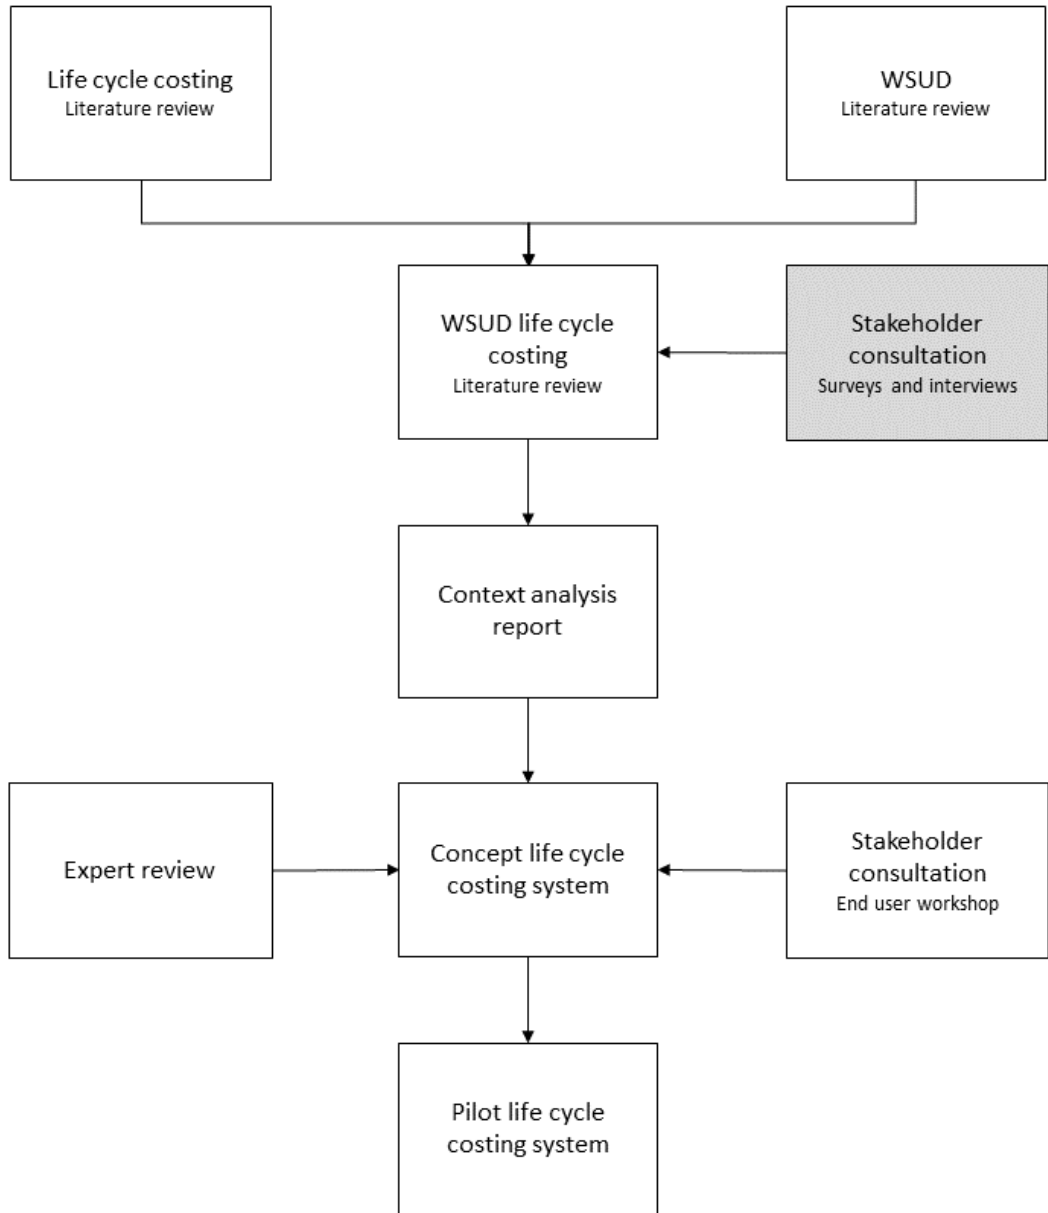 Life cycle costing
Literature review
WSUD
Literature review
WSUD life cycle
costing
Literature review
Stakeholder
consultation
Surveys and interviews
Context analysis
report
Expert review
Concept life cycle
costing system
Stakeholder
consultation
End user workshop
Pilot life cycle
costing system